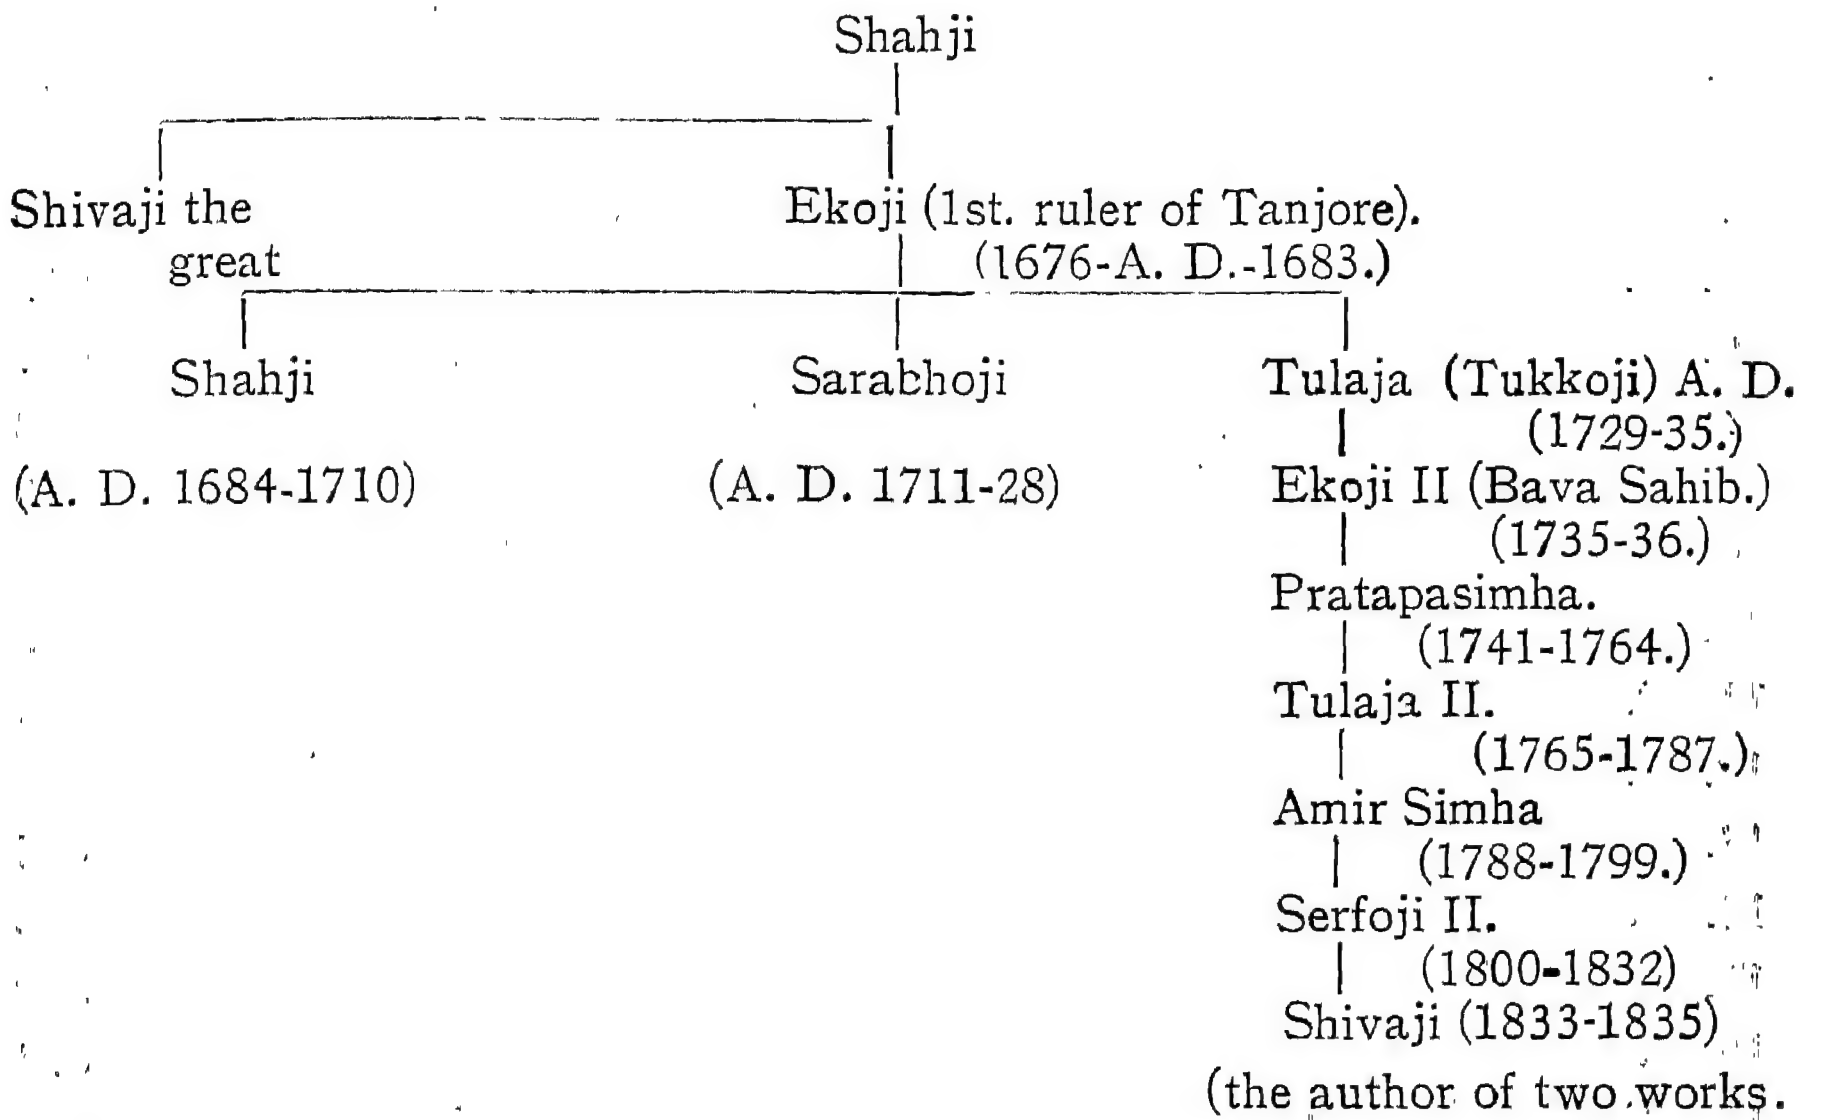 Shahji
Shivaji the
great
Ekoji (1st. ruler of Tanjore).
(1676-A. D.-1683.)
Shahji
(A. D. 1684-1710)
Sarabhoji
(A. D. 1711-28)
Tulaja (Tukkoji) A. D.
(1729-35.)
Ekoji II (Bava Sahib.)
(1735-36.)
Pratapasimha.
(1741-1764.)
Tulaja II.
(1765-1787.)
Amir Simha
(1788-1799.)
Serfoji II.
(1800-1832)
Shivaji (1833-1835)
(the author of two works.